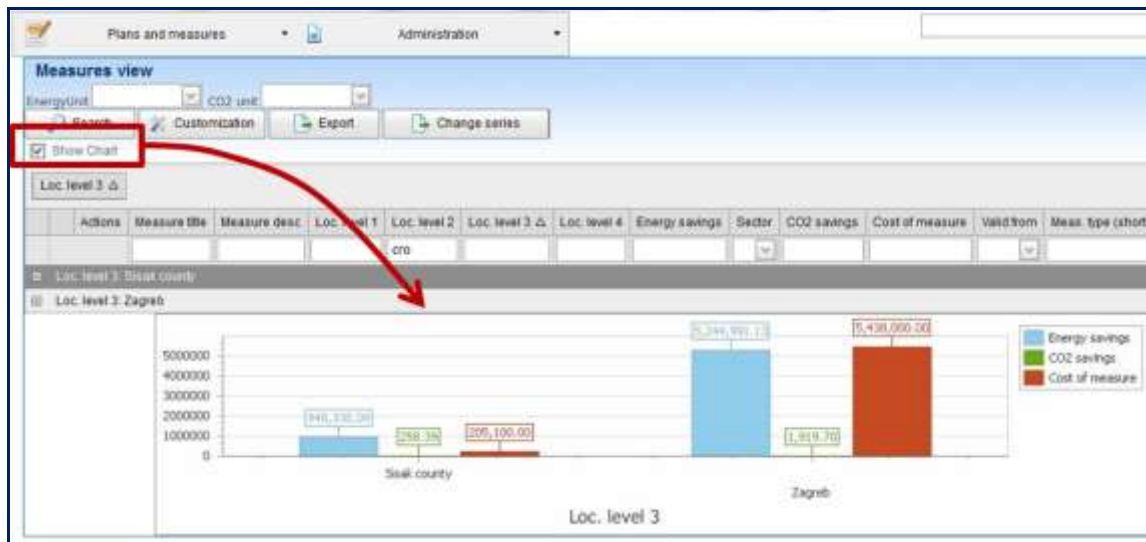 Plans and measures Administration
Measures view
EnergyUnit CO2 unit
Search Customization Export Change series
Show Chart
Loc. level 3
Actions Measure title Measure desc Loc. level 1 Loc. level 2 Loc. level 3 Loc. level 4 Energy savings Sector CO2 savings Cost of measure Valid from Meas. type (short
cro
Loc. level 3: Sisak county
Loc. level 3: Zagreb
5,438,000.00
Energy savings
CO2 savings
Cost of measure
5000000
4000000
3000000
2000000
1000000
0
258.39 205,100.00 1,919.70
Sisak county
Zagreb
Loc. level 3